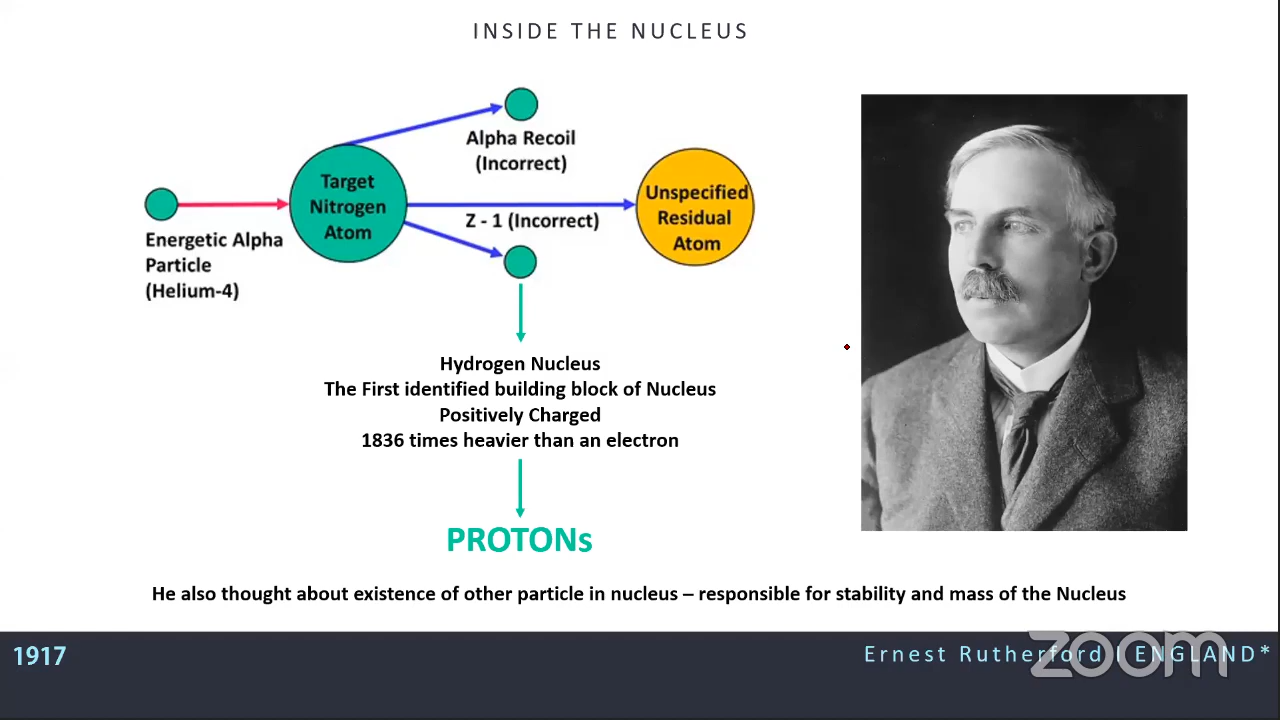 INSIDE THE NUCLEUS
Alpha Recoil
(Incorrect)
Target
Nitrogen
Atom
Unspecified
Residual
Atom
Z - 1 (Incorrect)
Energetic Alpha
Particle
(Helium-4)
Hydrogen Nucleus
The First identified building block of Nucleus
Positively Charged
1836 times heavier than an electron
PROTONs
He also thought about existence of other particle in nucleus – responsible for stability and mass of the Nucleus
1917
Ernest Rutherford | ENGLAND*
zoom